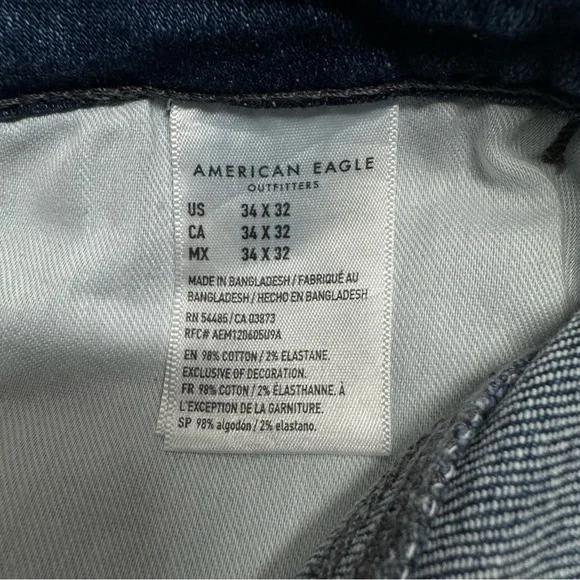 AMERICAN EAGLE
OUTFITTERS
US 34 X 32
CA 34 X 32
MX 34 X 32
MADE IN BANGLADESH / FABRIQUÉ AU
BANGLADESH / HECHO EN BANGLADESH
RN 54485 / CA 03873
RFC# AEM120605U9A
EN 98% COTTON / 2% ELASTANE,
EXCLUSIVE OF DECORATION.
FR 98% COTON / 2% ÉLASTHANNE, À
L'EXCEPTION DE LA GARNITURE.
SP 98% algodón / 2% elastano.